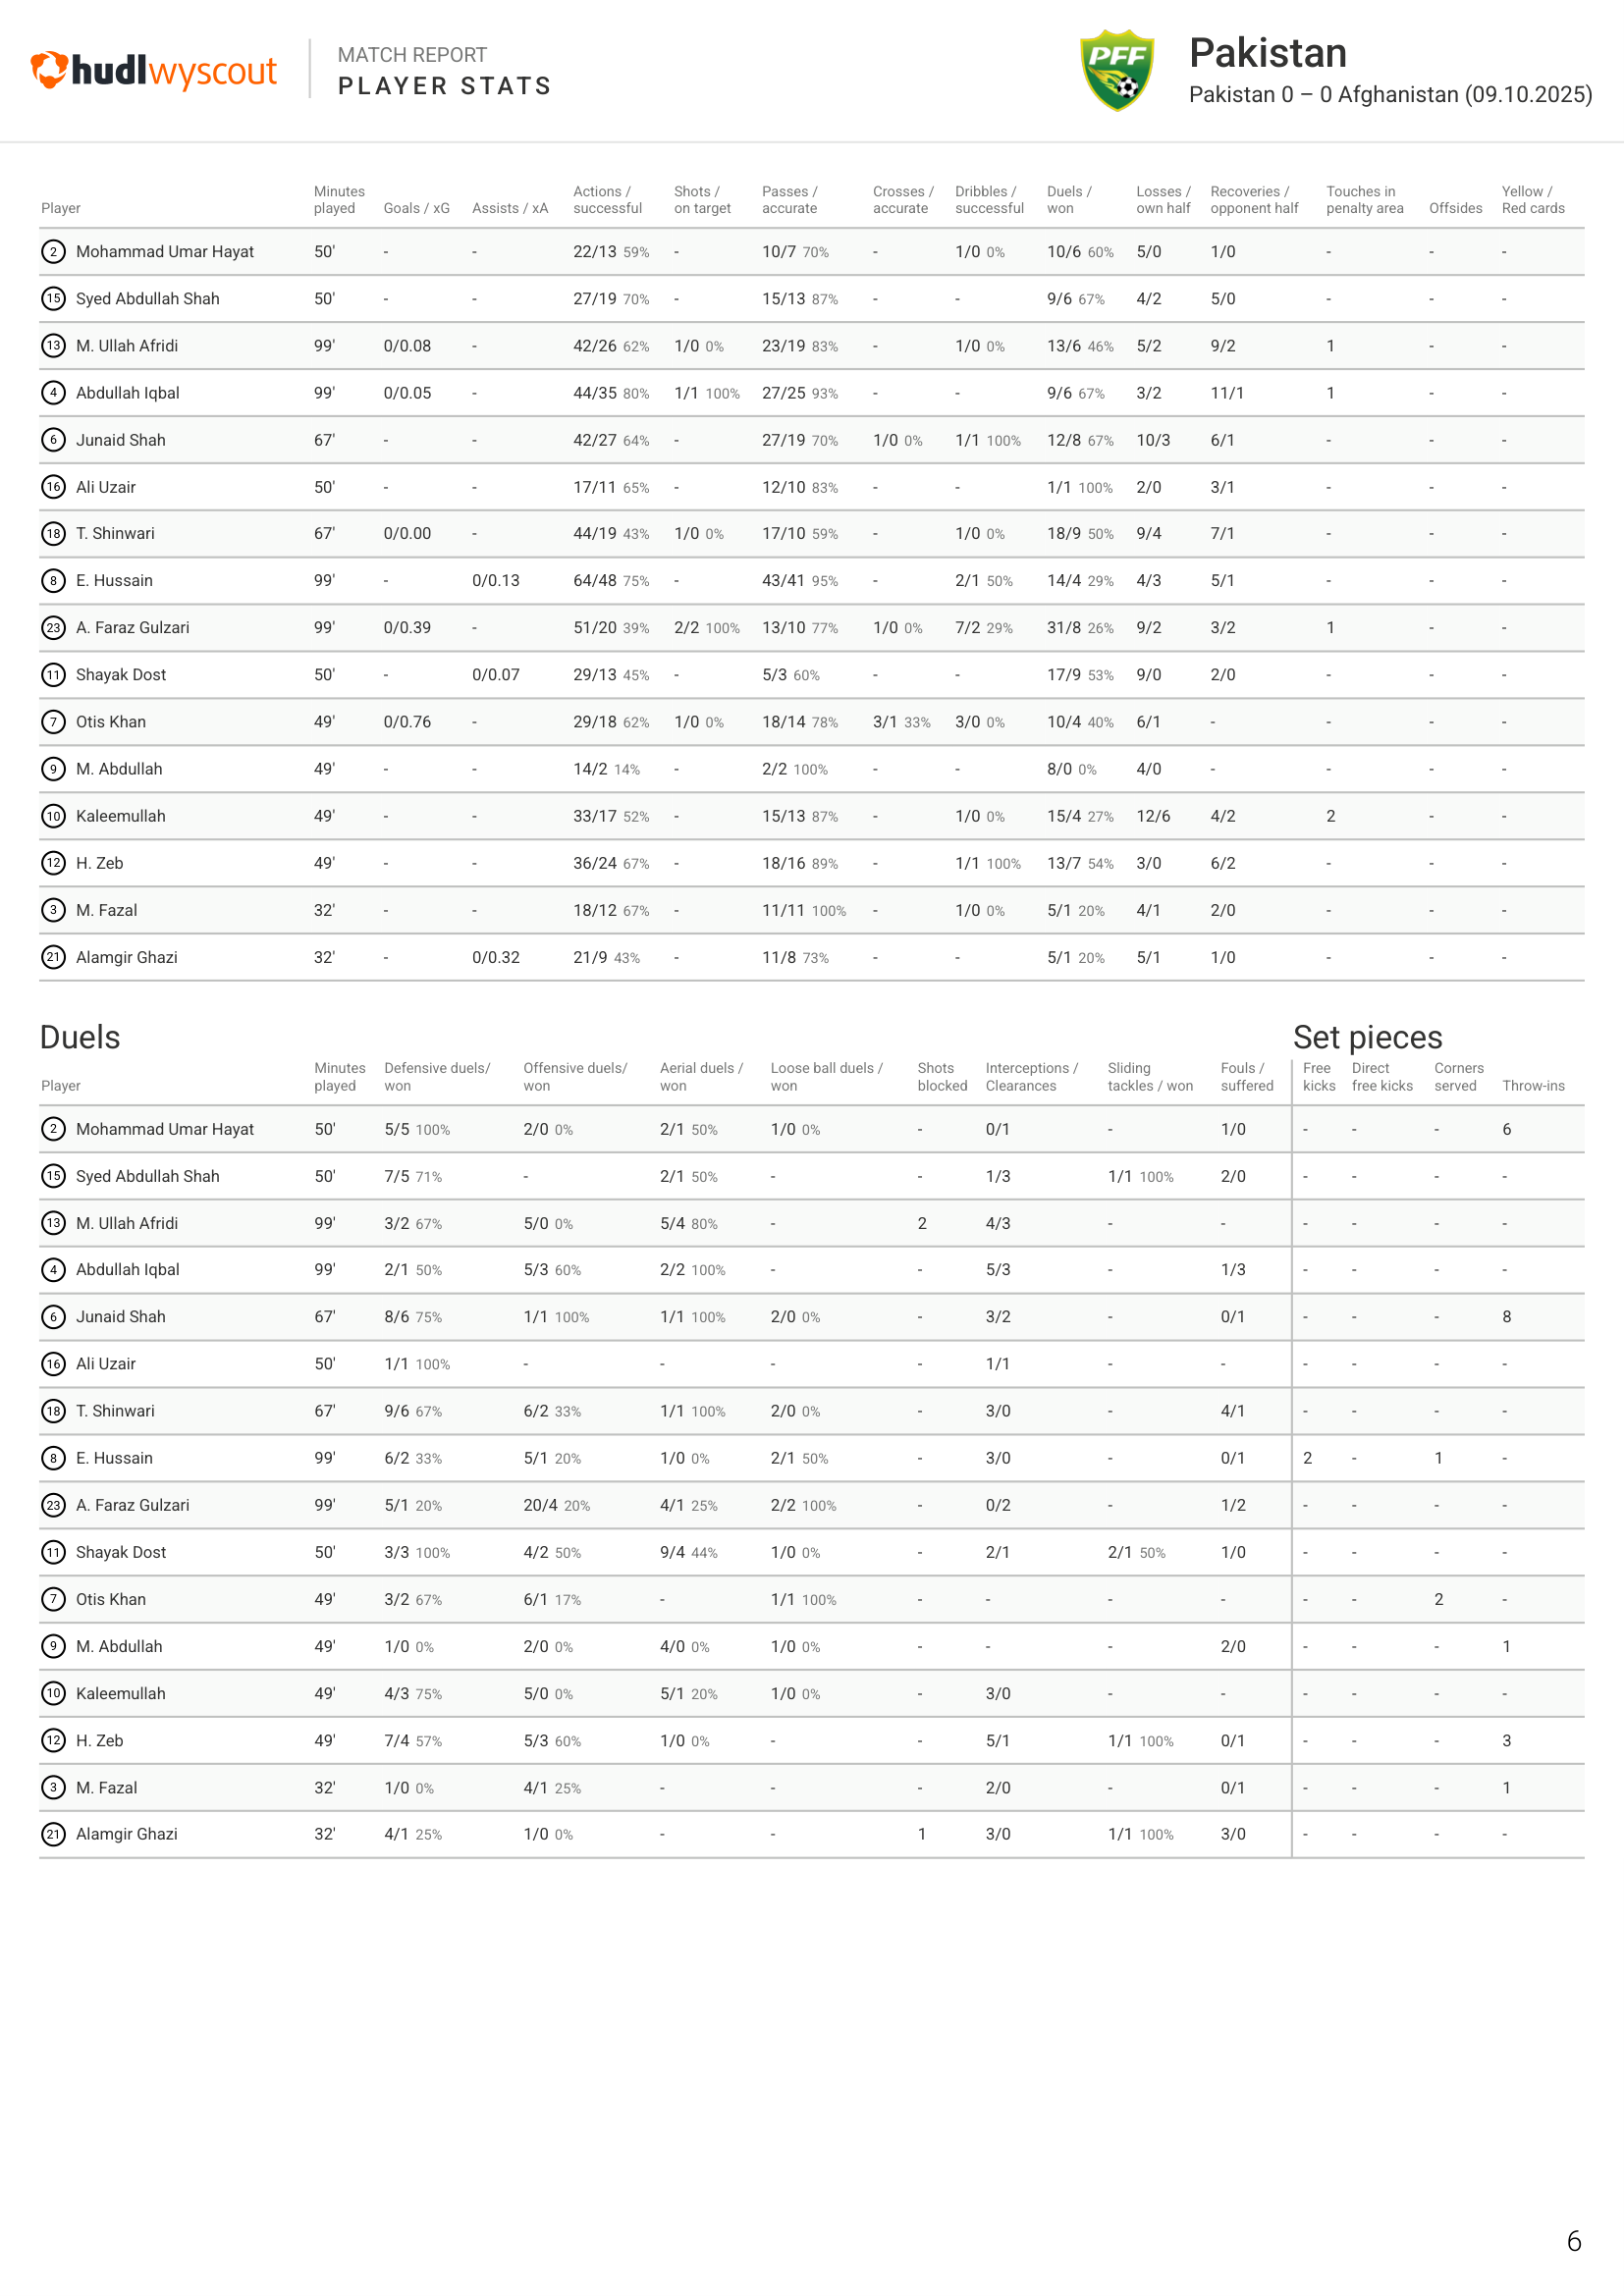 hudlwyscout
MATCH REPORT
PLAYER STATS
PFF
Pakistan
Pakistan 0 – 0 Afghanistan (09.10.2025)
Player Minutes played Goals / xG Assists / xA Actions / successful Shots / on target Passes / accurate Crosses / accurate Dribbles / successful Duels / won Losses / own half Recoveries / opponent half Touches in penalty area Offsides Yellow / Red cards
2 Mohammad Umar Hayat 50' - - 22/13 59% - 10/7 70% - 1/0 0% 10/6 60% 5/0 1/0 - - -
15 Syed Abdullah Shah 50' - - 27/19 70% - 15/13 87% - - 9/6 67% 4/2 5/0 - - -
13 M. Ullah Afridi 99' 0/0.08 - 42/26 62% 1/0 0% 23/19 83% - 1/0 0% 13/6 46% 5/2 9/2 1 - -
4 Abdullah Iqbal 99' 0/0.05 - 44/35 80% 1/1 100% 27/25 93% - - 9/6 67% 3/2 11/1 1 - -
6 Junaid Shah 67' - - 42/27 64% - 27/19 70% 1/0 0% 1/1 100% 12/8 67% 10/3 6/1 - - -
16 Ali Uzair 50' - - 17/11 65% - 12/10 83% - - 1/1 100% 2/0 3/1 - - -
18 T. Shinwari 67' 0/0.00 - 44/19 43% 1/0 0% 17/10 59% - 1/0 0% 18/9 50% 9/4 7/1 - - -
8 E. Hussain 99' - 0/0.13 64/48 75% - 43/41 95% - 2/1 50% 14/4 29% 4/3 5/1 - - -
23 A. Faraz Gulzari 99' 0/0.39 - 51/20 39% 2/2 100% 13/10 77% 1/0 0% 7/2 29% 31/8 26% 9/2 3/2 1 - -
11 Shayak Dost 50' - 0/0.07 29/13 45% - 5/3 60% - - 17/9 53% 9/0 2/0 - - -
7 Otis Khan 49' 0/0.76 - 29/18 62% 1/0 0% 18/14 78% 3/1 33% 3/0 0% 10/4 40% 6/1 - - - -
9 M. Abdullah 49' - - 14/2 14% - 2/2 100% - - 8/0 0% 4/0 - - - -
10 Kaleemullah 49' - - 33/17 52% - 15/13 87% - 1/0 0% 15/4 27% 12/6 4/2 2 - -
12 H. Zeb 49' - - 36/24 67% - 18/16 89% - 1/1 100% 13/7 54% 3/0 6/2 - - -
3 M. Fazal 32' - - 18/12 67% - 11/11 100% - 1/0 0% 5/1 20% 4/1 2/0 - - -
21 Alamgir Ghazi 32' - 0/0.32 21/9 43% - 11/8 73% - - 5/1 20% 5/1 1/0 - - -
Duels Set pieces
Player Minutes played Defensive duels/ won Offensive duels/ won Aerial duels / won Loose ball duels / won Shots blocked Interceptions / Clearances Sliding tackles / won Fouls / suffered Free kicks Direct free kicks Corners served Throw-ins
2 Mohammad Umar Hayat 50' 5/5 100% 2/0 0% 2/1 50% 1/0 0% - 0/1 - 1/0 - - - 6
15 Syed Abdullah Shah 50' 7/5 71% - 2/1 50% - - 1/3 1/1 100% 2/0 - - - -
13 M. Ullah Afridi 99' 3/2 67% 5/0 0% 5/4 80% - 2 4/3 - - - - - -
4 Abdullah Iqbal 99' 2/1 50% 5/3 60% 2/2 100% - - 5/3 - 1/3 - - - -
6 Junaid Shah 67' 8/6 75% 1/1 100% 1/1 100% 2/0 0% - 3/2 - 0/1 - - - 8
16 Ali Uzair 50' 1/1 100% - - - - 1/1 - - - - - -
18 T. Shinwari 67' 9/6 67% 6/2 33% 1/1 100% 2/0 0% - 3/0 - 4/1 - - - -
8 E. Hussain 99' 6/2 33% 5/1 20% 1/0 0% 2/1 50% - 3/0 - 0/1 2 - 1 -
23 A. Faraz Gulzari 99' 5/1 20% 20/4 20% 4/1 25% 2/2 100% - 0/2 - 1/2 - - - -
11 Shayak Dost 50' 3/3 100% 4/2 50% 9/4 44% 1/0 0% - 2/1 2/1 50% 1/0 - - - -
7 Otis Khan 49' 3/2 67% 6/1 17% - 1/1 100% - - - - - - 2 -
9 M. Abdullah 49' 1/0 0% 2/0 0% 4/0 0% 1/0 0% - - - 2/0 - - - 1
10 Kaleemullah 49' 4/3 75% 5/0 0% 5/1 20% 1/0 0% - 3/0 - - - - - -
12 H. Zeb 49' 7/4 57% 5/3 60% 1/0 0% - - 5/1 1/1 100% 0/1 - - - 3
3 M. Fazal 32' 1/0 0% 4/1 25% - - - 2/0 - 0/1 - - - 1
21 Alamgir Ghazi 32' 4/1 25% 1/0 0% - - 1 3/0 1/1 100% 3/0 - - - -
6